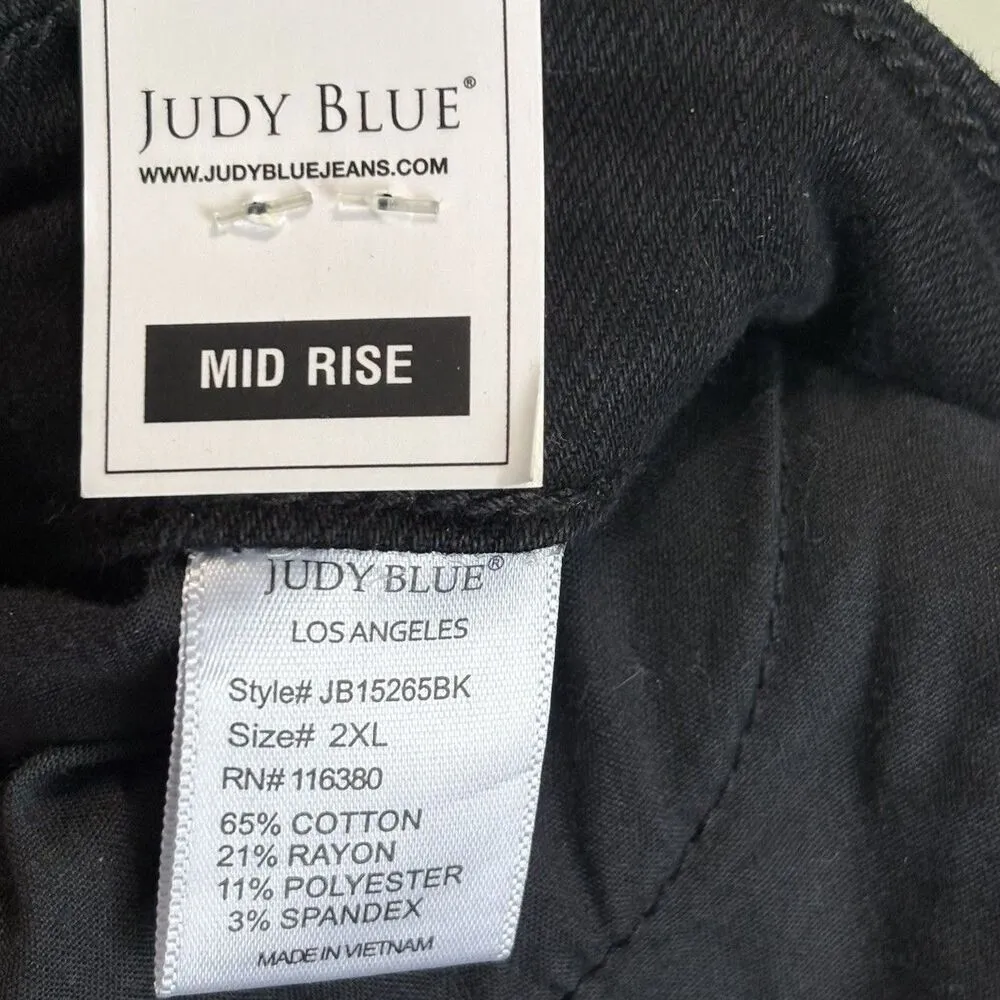 JUDY BLUE®
WWW.JUDYBLUEJEANS.COM
MID RISE
JUDY BLUE®
LOS ANGELES
Style# JB15265BK
Size# 2XL
RN# 116380
65% COTTON
21% RAYON
11% POLYESTER
3% SPANDEX
MADE IN VIETNAM